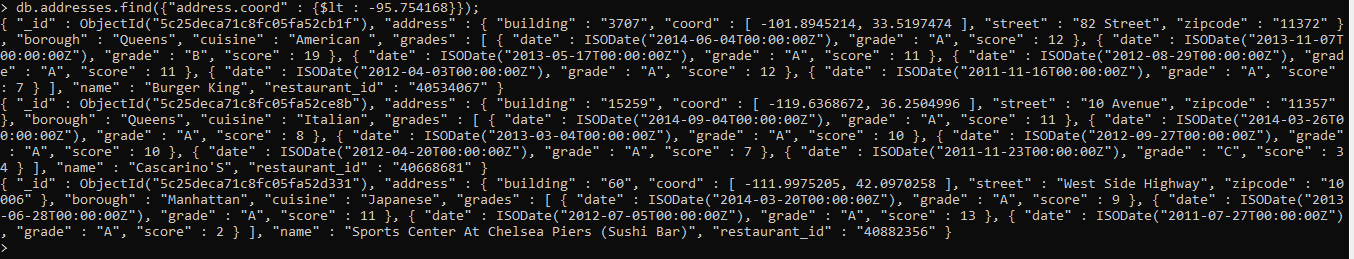 > db.addresses.find({"address.coord" : {$lt : -95.754168}});
{ "_id" : ObjectId("5c25deca71c8fc05fa52cb1f"), "address" : { "building" : "3707", "coord" : [ -101.8945214, 33.5197474 ], "street" : "82 Street", "zipcode" : "11372" }
, "borough" : "Queens", "cuisine" : "American ", "grades" : [ { "date" : ISODate("2014-06-04T00:00:00Z"), "grade" : "A", "score" : 12 }, { "date" : ISODate("2013-11-07T
00:00:00Z"), "grade" : "B", "score" : 19 }, { "date" : ISODate("2013-05-17T00:00:00Z"), "grade" : "A", "score" : 11 }, { "date" : ISODate("2012-08-29T00:00:00Z"), "grad
e" : "A", "score" : 11 }, { "date" : ISODate("2012-04-03T00:00:00Z"), "grade" : "A", "score" : 12 }, { "date" : ISODate("2011-11-16T00:00:00Z"), "grade" : "A", "score"
: 7 } ], "name" : "Burger King", "restaurant_id" : "40534067" }
{ "_id" : ObjectId("5c25deca71c8fc05fa52ce8b"), "address" : { "building" : "15259", "coord" : [ -119.6368672, 36.2504996 ], "street" : "10 Avenue", "zipcode" : "11357"
}, "borough" : "Queens", "cuisine" : "Italian", "grades" : [ { "date" : ISODate("2014-09-04T00:00:00Z"), "grade" : "A", "score" : 11 }, { "date" : ISODate("2014-03-26T0
0:00:00Z"), "grade" : "A", "score" : 8 }, { "date" : ISODate("2013-03-04T00:00:00Z"), "grade" : "A", "score" : 10 }, { "date" : ISODate("2012-09-27T00:00:00Z"), "grade"
: "A", "score" : 10 }, { "date" : ISODate("2012-04-20T00:00:00Z"), "grade" : "A", "score" : 7 }, { "date" : ISODate("2011-11-23T00:00:00Z"), "grade" : "C", "score" : 3
4 } ], "name" : "Cascarino'S", "restaurant_id" : "40668681" }
{ "_id" : ObjectId("5c25deca71c8fc05fa52d331"), "address" : { "building" : "60", "coord" : [ -111.9975205, 42.0970258 ], "street" : "West Side Highway", "zipcode" : "10
006" }, "borough" : "Manhattan", "cuisine" : "Japanese", "grades" : [ { "date" : ISODate("2014-03-20T00:00:00Z"), "grade" : "A", "score" : 9 }, { "date" : ISODate("2013
-06-28T00:00:00Z"), "grade" : "A", "score" : 11 }, { "date" : ISODate("2012-07-05T00:00:00Z"), "grade" : "A", "score" : 13 }, { "date" : ISODate("2011-07-27T00:00:00Z")
, "grade" : "A", "score" : 2 } ], "name" : "Sports Center At Chelsea Piers (Sushi Bar)", "restaurant_id" : "40882356" }
>